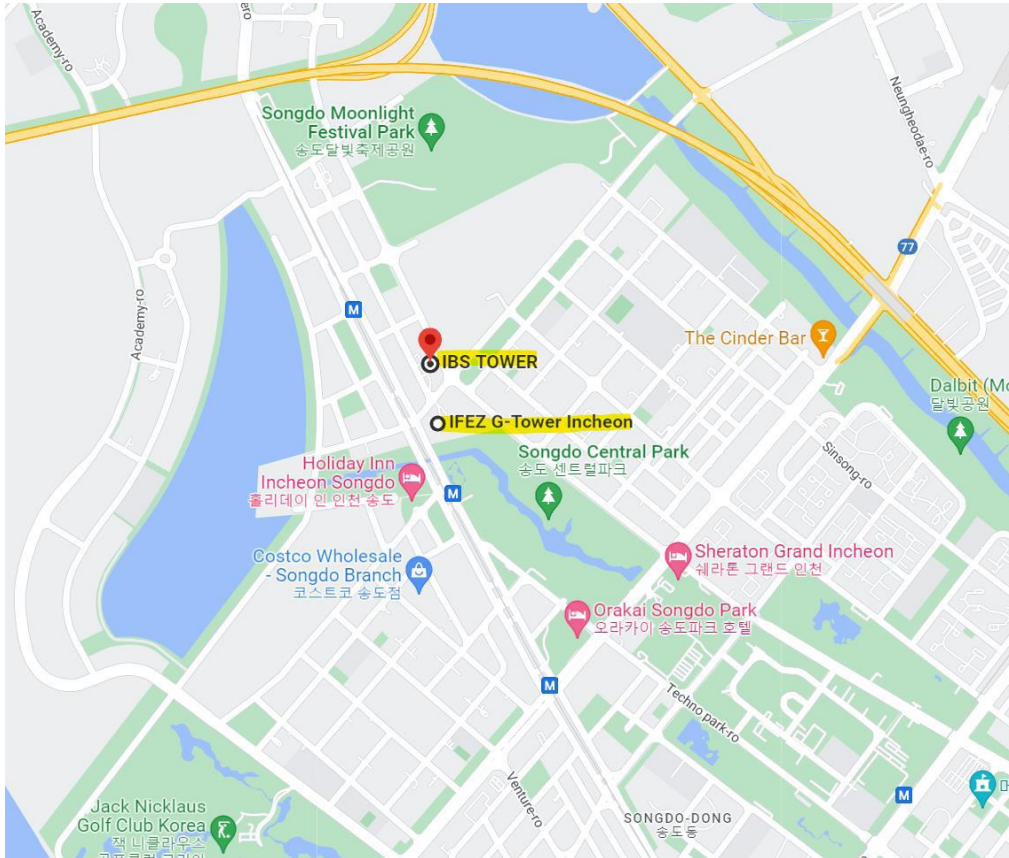 Academy-ro
Neungheodae-ro
Songdo Moonlight
Festival Park
송도달빛축제공원
77
Academy-ro
M
The Cinder Bar
IBS TOWER
Dalbit (Mo
달빛공원
IFEZ G-Tower Incheon
Songdo Central Park
송도 센트럴파크
Sinsong-ro
Holiday Inn
Incheon Songdo
홀리데이 인 인천 송도
M
Sheraton Grand Incheon
쉐라톤 그랜드 인천
Costco Wholesale
- Songdo Branch
코스트코 송도점
Orakai Songdo Park
오라카이 송도파크 호텔
M
Techno park-ro
M
Venture-ro
Jack Nicklaus
Golf Club Korea
잭 니클라우스
SONGDO-DONG
송도동